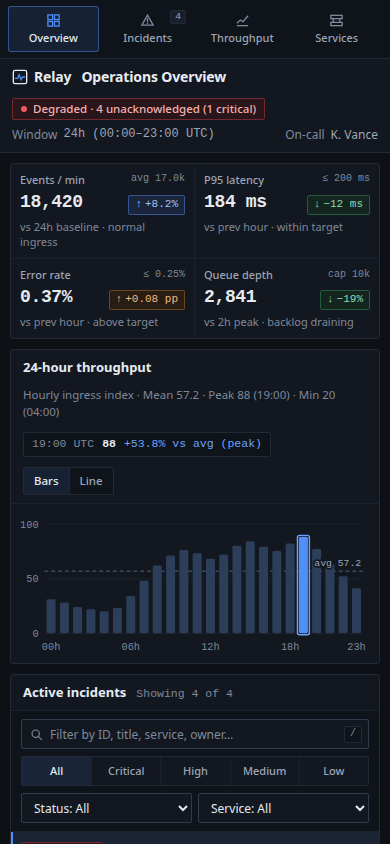 Overview
Incidents
4
Throughput
Services
Relay Operations Overview
Degraded · 4 unacknowledged (1 critical)
Window 24h (00:00–23:00 UTC)
On-call K. Vance
Events / min
avg 17.0k
18,420
↑ +8.2%
vs 24h baseline · normal
ingress
P95 latency
≤ 200 ms
184 ms
↓ −12 ms
vs prev hour · within target
Error rate
≤ 0.25%
0.37%
↑ +0.08 pp
vs prev hour · above target
Queue depth
cap 10k
2,841
↓ −19%
vs 2h peak · backlog draining
24-hour throughput
Hourly ingress index · Mean 57.2 · Peak 88 (19:00) · Min 20
(04:00)
19:00 UTC 88 +53.8% vs avg (peak)
Bars
Line
100
50
0
avg 57.2
00h
06h
12h
18h
23h
Active incidents Showing 4 of 4
Filter by ID, title, service, owner...
/
All
Critical
High
Medium
Low
Status: All
Service: All